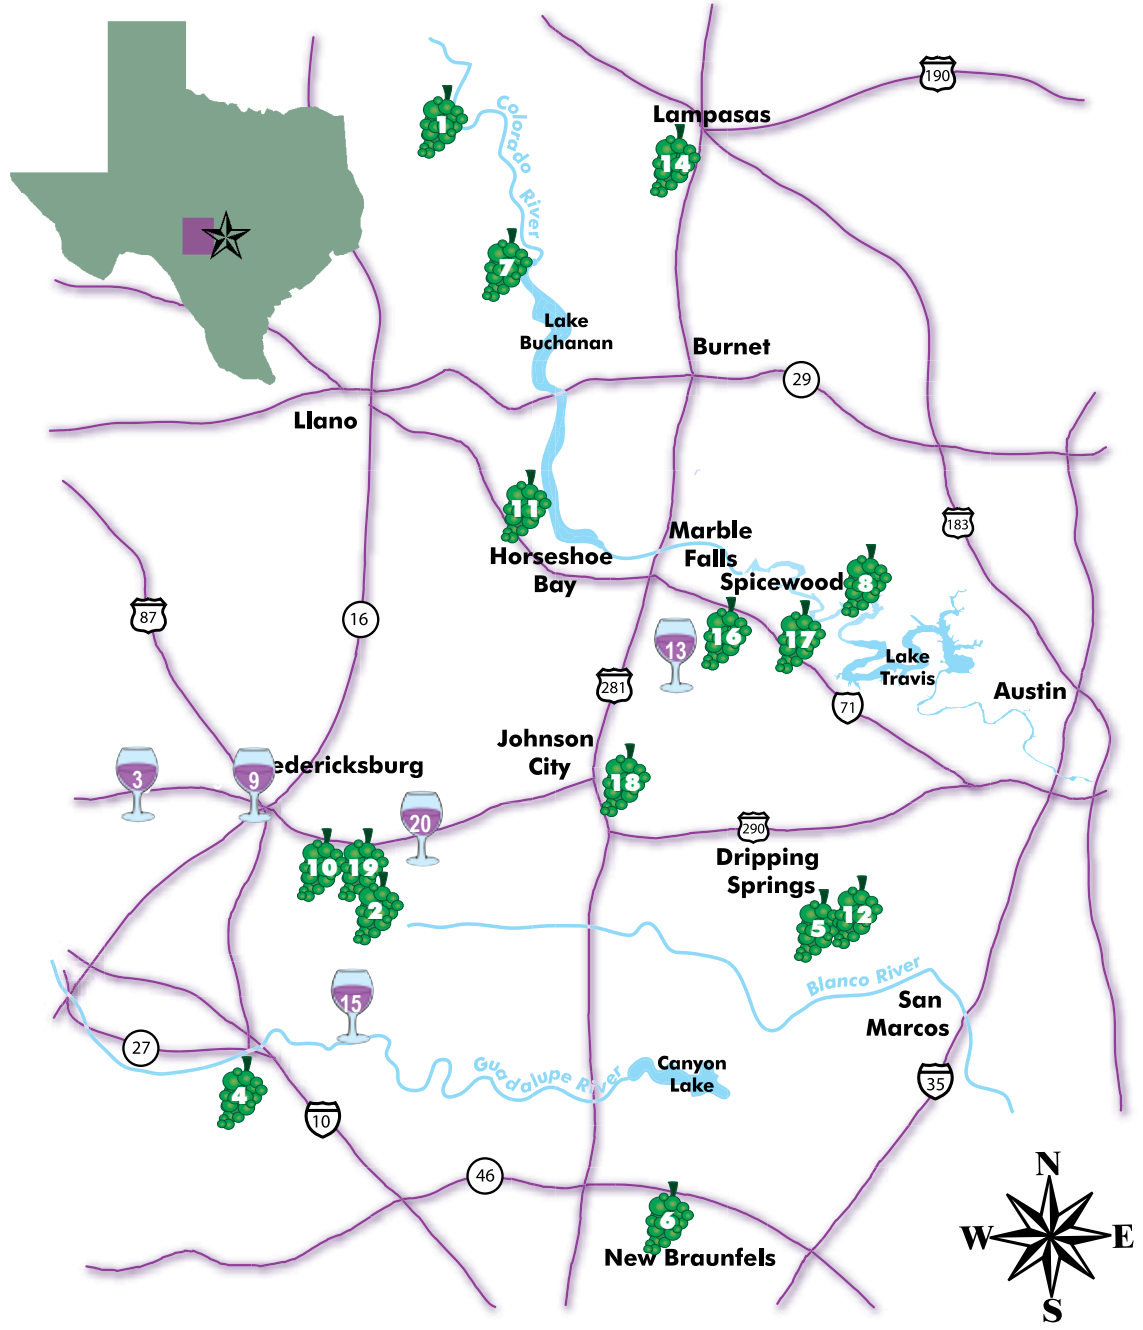 190
1
Colorado River
Lampasas
14
7
Lake
Buchanan
Burnet
29
Llano
11
183
Marble
Falls
Horseshoe
Bay
Spicewood
8
87
16
16
17
13
Lake
Travis
281
71
Austin
Johnson
City
3
9
edericksburg
18
20
290
10
19
2
Dripping
Springs
5
12
Blanco River
15
San
Marcos
27
Guadalupe River
Canyon
Lake
35
4
10
46
N
W
E
S
6
New Braunfels